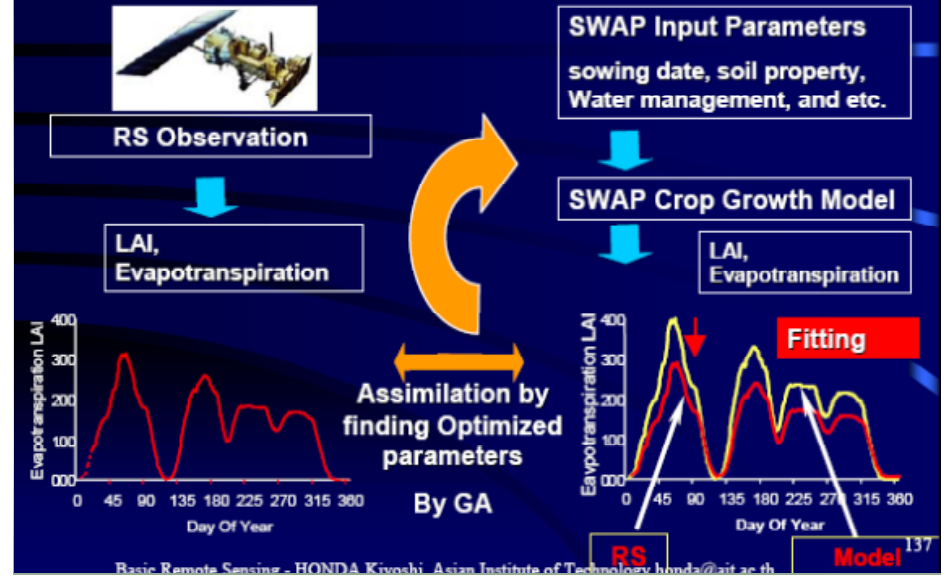 RS Observation
LAI,
Evapotranspiration
Evapotranspiration LAI
400
300
200
100
000
0 45 90 135 180 225 270 315 360
Day Of Year
Assimilation by
finding Optimized
parameters
By GA
SWAP Input Parameters
sowing date, soil property,
Water management, and etc.
SWAP Crop Growth Model
LAI,
Evapotranspiration
Fitting
Eavpotranspiration LAI
400
300
200
100
000
0 45 90 135 180 225 270 315 360
Day Of Year
RS
Model
137
Basic Remote Sensing - HONDA Kiyoshi, Asian Institute of Technology honda@ait.ac.th